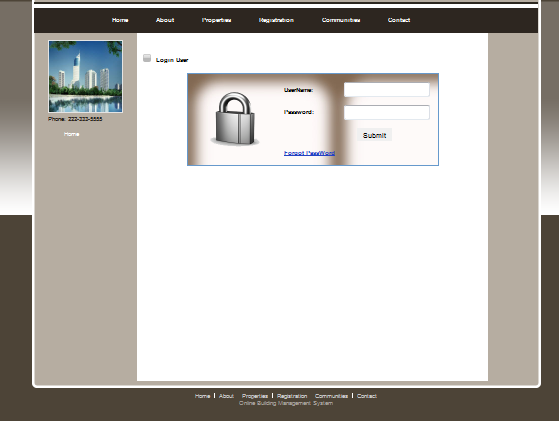 Home About Properties Registration Communities Contact
Login User
UserName:
Phone: 222-333-5555
Password:
Home
Submit
Forgot PassWord
Home | About Properties | Registration Communities | Contact
Online Building Management System